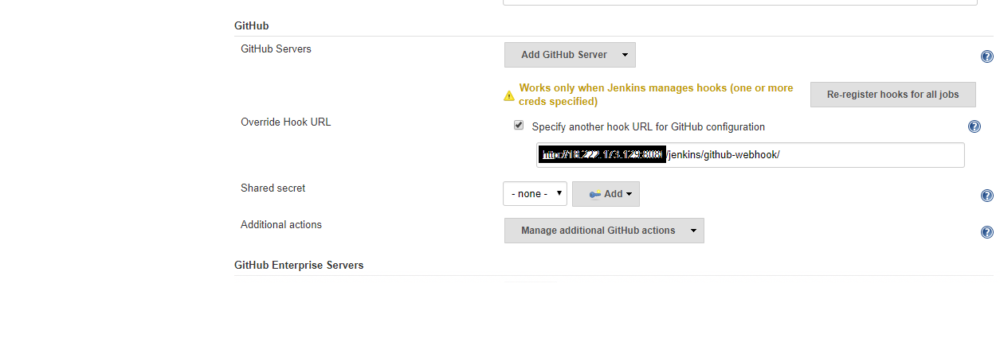 GitHub
GitHub Servers
Add GitHub Server
Works only when Jenkins manages hooks (one or more
creds specified)
Re-register hooks for all jobs
Override Hook URL
Specify another hook URL for GitHub configuration
/jenkins/github-webhook/
Shared secret
- none -
Add
Additional actions
Manage additional GitHub actions
GitHub Enterprise Servers